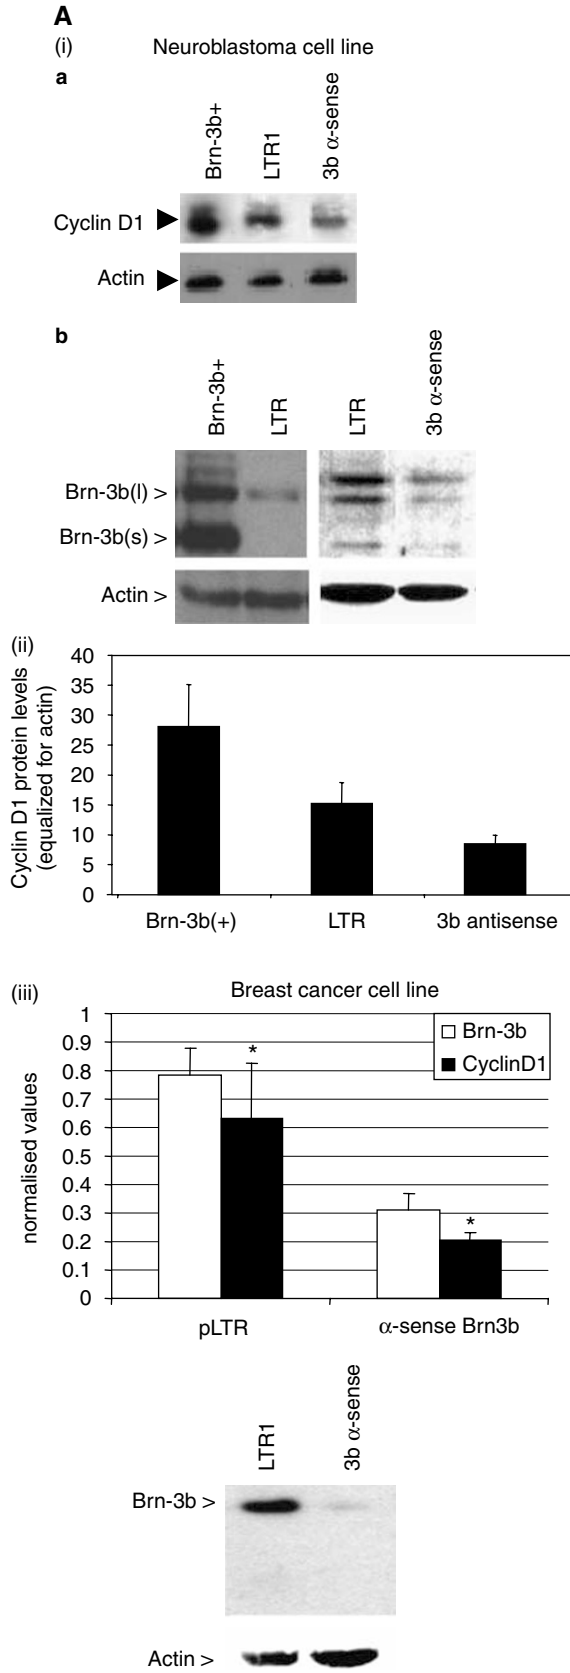 A
(i) Neuroblastoma cell line
a
Brn-3b+ LTR1 3b α-sense
Cyclin D1
Actin
b
Brn-3b+ LTR LTR 3b α-sense
Brn-3b(l) >
Brn-3b(s) >
Actin >
(ii)
Cyclin D1 protein levels
(equalized for actin)
40
35
30
25
20
15
10
5
0
Brn-3b(+) LTR 3b antisense
(iii) Breast cancer cell line
normalised values
1
0.9
0.8
0.7
0.6
0.5
0.4
0.3
0.2
0.1
0
Brn-3b
CyclinD1
*
*
pLTR α-sense Brn3b
LTR1 3b α-sense
Brn-3b >
Actin >